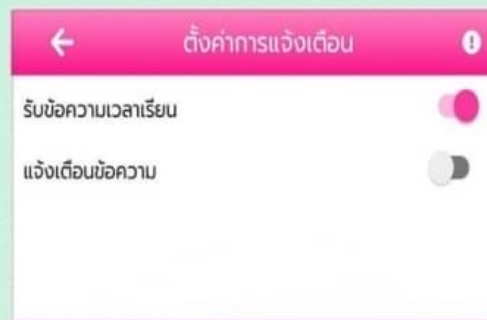 ตั้งค่าการแจ้งเตือน
รับข้อความเวลาเรียน
แจ้งเตือนข้อความ